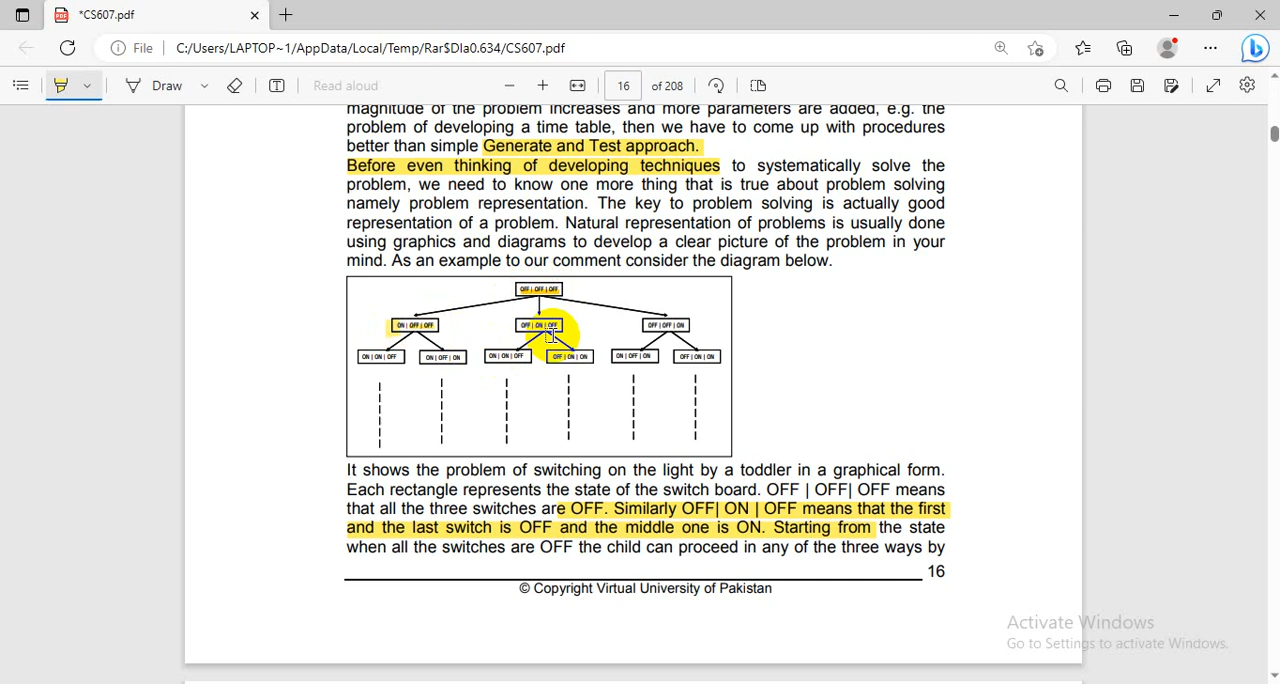 *CS607.pdf
File C:/Users/LAPTOP~1/AppData/Local/Temp/Rar$DIa0.634/CS607.pdf
Draw Read aloud 16 of 208
magnitude of the problem increases and more parameters are added, e.g. the
problem of developing a time table, then we have to come up with procedures
better than simple Generate and Test approach.
Before even thinking of developing techniques to systematically solve the
problem, we need to know one more thing that is true about problem solving
namely problem representation. The key to problem solving is actually good
representation of a problem. Natural representation of problems is usually done
using graphics and diagrams to develop a clear picture of the problem in your
mind. As an example to our comment consider the diagram below.
OFF | OFF | OFF
ON | OFF | OFF OFF | ON | OFF OFF | OFF | ON
ON | ON | OFF ON | OFF | ON ON | ON | OFF OFF | ON | ON ON | OFF | ON OFF | ON | ON
It shows the problem of switching on the light by a toddler in a graphical form.
Each rectangle represents the state of the switch board. OFF | OFF| OFF means
that all the three switches are OFF. Similarly OFF| ON | OFF means that the first
and the last switch is OFF and the middle one is ON. Starting from the state
when all the switches are OFF the child can proceed in any of the three ways by
16
© Copyright Virtual University of Pakistan
Activate Windows
Go to Settings to activate Windows.